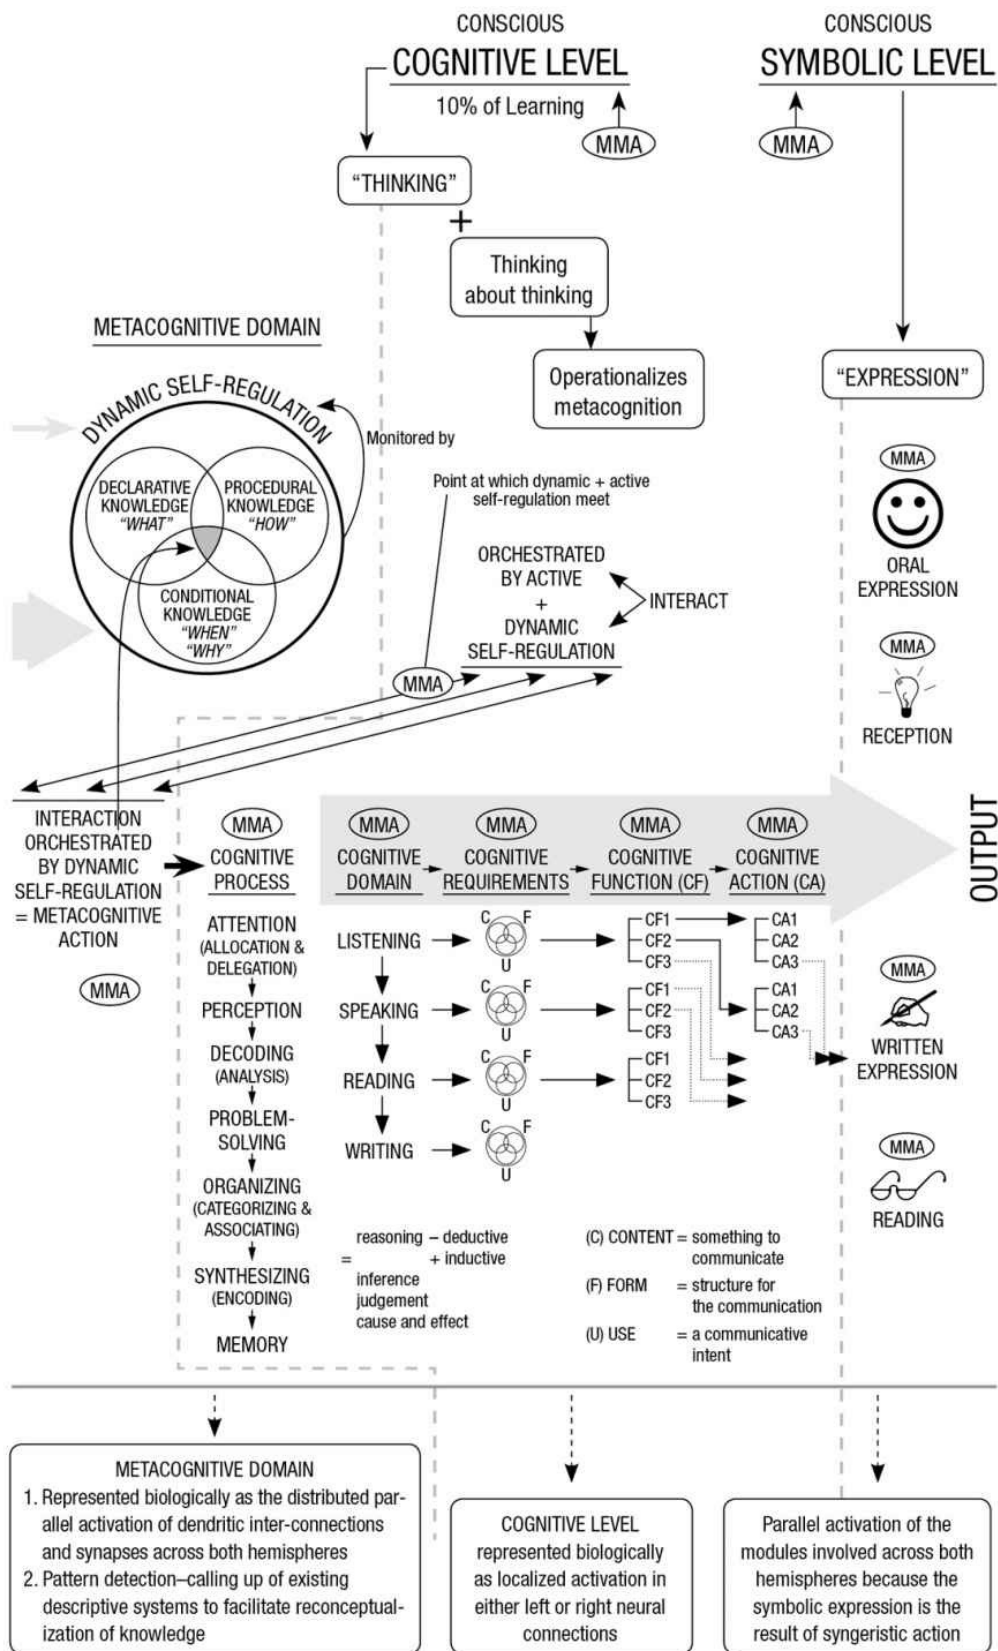 CONSCIOUS
COGNITIVE LEVEL
10% of Learning
MMA
CONSCIOUS
SYMBOLIC LEVEL
MMA
"THINKING"
+
Thinking
about thinking
Operationalizes
metacognition
"EXPRESSION"
METACOGNITIVE DOMAIN
DYNAMIC SELF-REGULATION
Monitored by
DECLARATIVE
KNOWLEDGE
"WHAT"
PROCEDURAL
KNOWLEDGE
"HOW"
CONDITIONAL
KNOWLEDGE
"WHEN"
"WHY"
Point at which dynamic + active
self-regulation meet
ORCHESTRATED
BY ACTIVE
+
DYNAMIC
SELF-REGULATION
INTERACT
MMA
MMA
ORAL
EXPRESSION
MMA
RECEPTION
INTERACTION
ORCHESTRATED
BY DYNAMIC
SELF-REGULATION
= METACOGNITIVE
ACTION
MMA
MMA
COGNITIVE
PROCESS
ATTENTION
(ALLOCATION &
DELEGATION)
PERCEPTION
DECODING
(ANALYSIS)
PROBLEM-
SOLVING
ORGANIZING
(CATEGORIZING &
ASSOCIATING)
SYNTHESIZING
(ENCODING)
MEMORY
MMA
COGNITIVE
DOMAIN
LISTENING
SPEAKING
READING
WRITING
MMA
COGNITIVE
REQUIREMENTS
C F
U
C F
U
C F
U
C F
U
MMA
COGNITIVE
FUNCTION (CF)
CF1
CF2
CF3
CF1
CF2
CF3
CF1
CF2
CF3
MMA
COGNITIVE
ACTION (CA)
CA1
CA2
CA3
CA1
CA2
CA3
OUTPUT
MMA
WRITTEN
EXPRESSION
MMA
READING
reasoning – deductive
= + inductive
inference
judgement
cause and effect
(C) CONTENT = something to
communicate
(F) FORM = structure for
the communication
(U) USE = a communicative
intent
METACOGNITIVE DOMAIN
1. Represented biologically as the distributed par-
allel activation of dendritic inter-connections
and synapses across both hemispheres
2. Pattern detection–calling up of existing
descriptive systems to facilitate reconceptual-
ization of knowledge
COGNITIVE LEVEL
represented biologically
as localized activation in
either left or right neural
connections
Parallel activation of the
modules involved across both
hemispheres because the
symbolic expression is the
result of syngeristic action